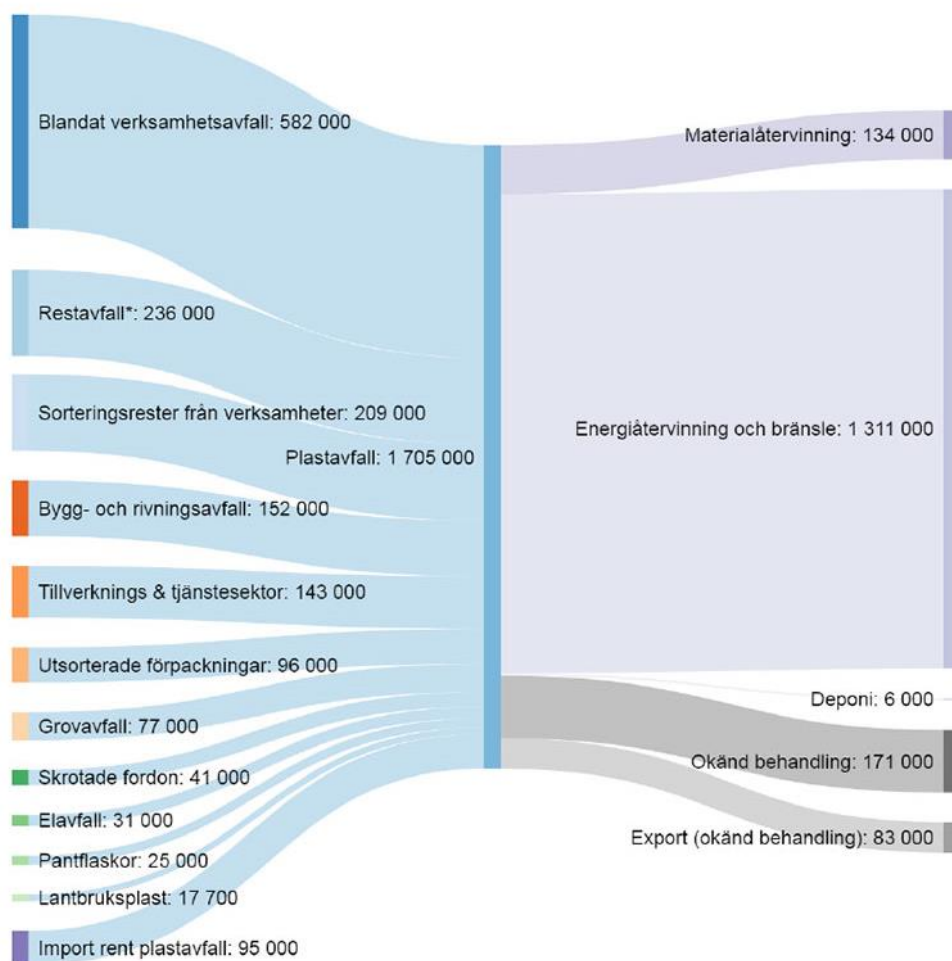 Blandat verksamhetsavfall: 582 000
Restavfall*: 236 000
Sorteringsrester från verksamheter: 209 000
Bygg- och rivningsavfall: 152 000
Tillverknings & tjänstesektor: 143 000
Utsorterade förpackningar: 96 000
Grovavfall: 77 000
Skrotade fordon: 41 000
Elavfall: 31 000
Pantflaskor: 25 000
Lantbruksplast: 17 700
Import rent plastavfall: 95 000
Plastavfall: 1 705 000
Materialåtervinning: 134 000
Energiåtervinning och bränsle: 1 311 000
Deponi: 6 000
Okänd behandling: 171 000
Export (okänd behandling): 83 000